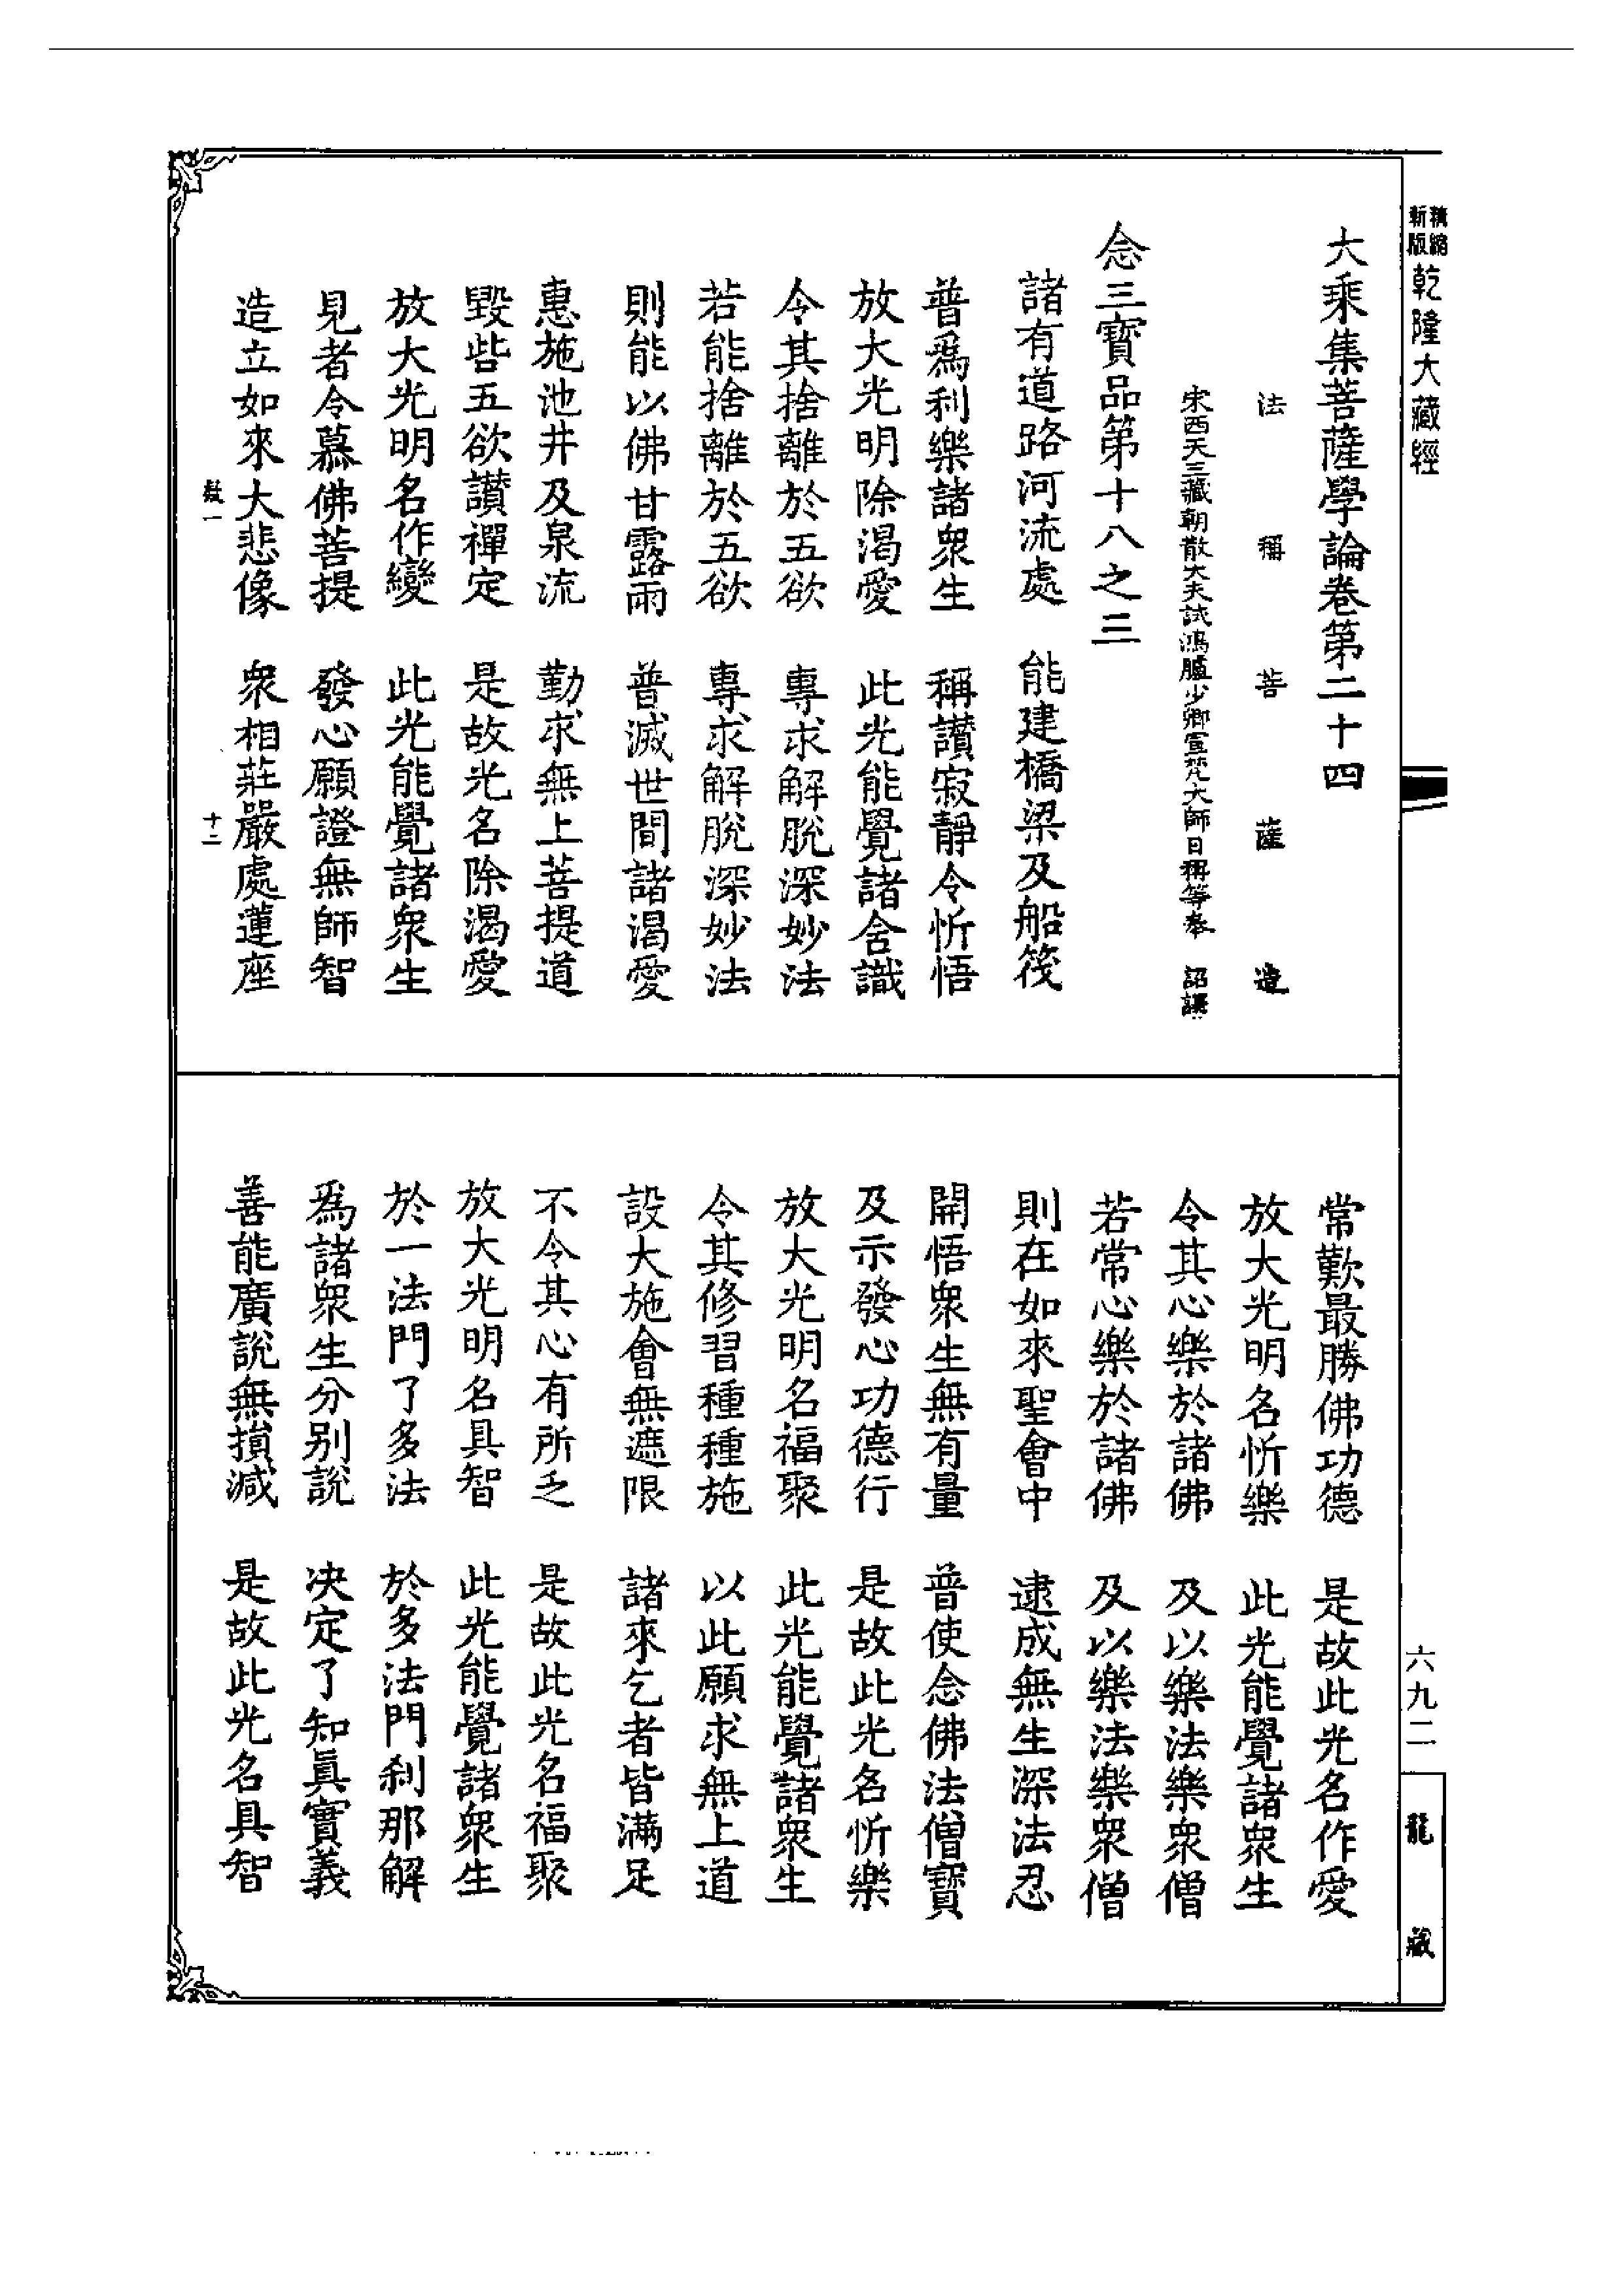 精縮新版乾隆大藏經
大乘集菩薩學論卷第二十四
法稱菩薩造
宋西天三藏朝散大夫試鴻臚少卿宣梵大師日稱等奉 詔譯
念三寶品第十八之三
諸有道路河流處 能建橋梁及船筏
普為利樂諸眾生 稱讚寂靜令忻悟
放大光明除渴愛 此光能覺諸含識
令其捨離於五欲 專求解脫深妙法
若能捨離於五欲 專求解脫深妙法
則能以佛甘露雨 普滅世間諸渴愛
惠施池井及泉流 勤求無上菩提道
毀呰五欲讚禪定 是故光名除渴愛
放大光明名作變 此光能覺諸眾生
見者令慕佛菩提 發心願證無師智
造立如來大悲像 眾相莊嚴處蓮座
十二
常歎最勝佛功德 是故此光名作愛
放大光明名忻樂 此光能覺諸眾生
令其心樂於諸佛 及以樂法樂眾僧
若常心樂於諸佛 及以樂法樂眾僧
則在如來聖會中 逮成無生深法忍
開悟眾生無有量 普使念佛法僧寶
及示發心功德行 是故此光名忻樂
放大光明名福聚 此光能覺諸眾生
令其修習種種施 以此願求無上道
設大施會無遮限 諸來乞者皆滿足
不令其心有所乏 是故此光名福聚
放大光明名具智 此光能覺諸眾生
於一法門了多法 於多法門刹那解
為諸眾生分别說 决定了知真實義
善能廣說無損減 是故此光名具智
六九二
龍藏